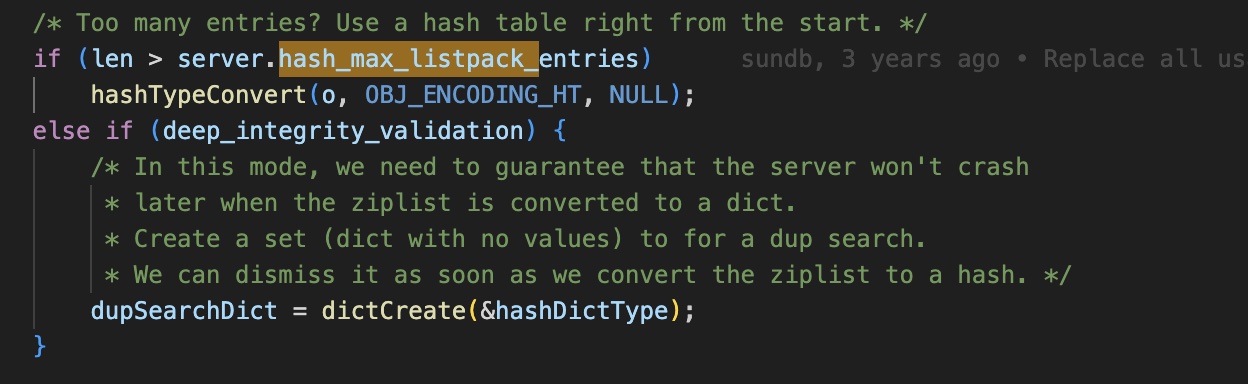 /* Too many entries? Use a hash table right from the start. */
if (len > server.hash_max_listpack_entries) sundb, 3 years ago • Replace all us
hashTypeConvert(o, OBJ_ENCODING_HT, NULL);
else if (deep_integrity_validation) {
/* In this mode, we need to guarantee that the server won't crash
* later when the ziplist is converted to a dict.
* Create a set (dict with no values) to for a dup search.
* We can dismiss it as soon as we convert the ziplist to a hash. */
dupSearchDict = dictCreate(&hashDictType);
}